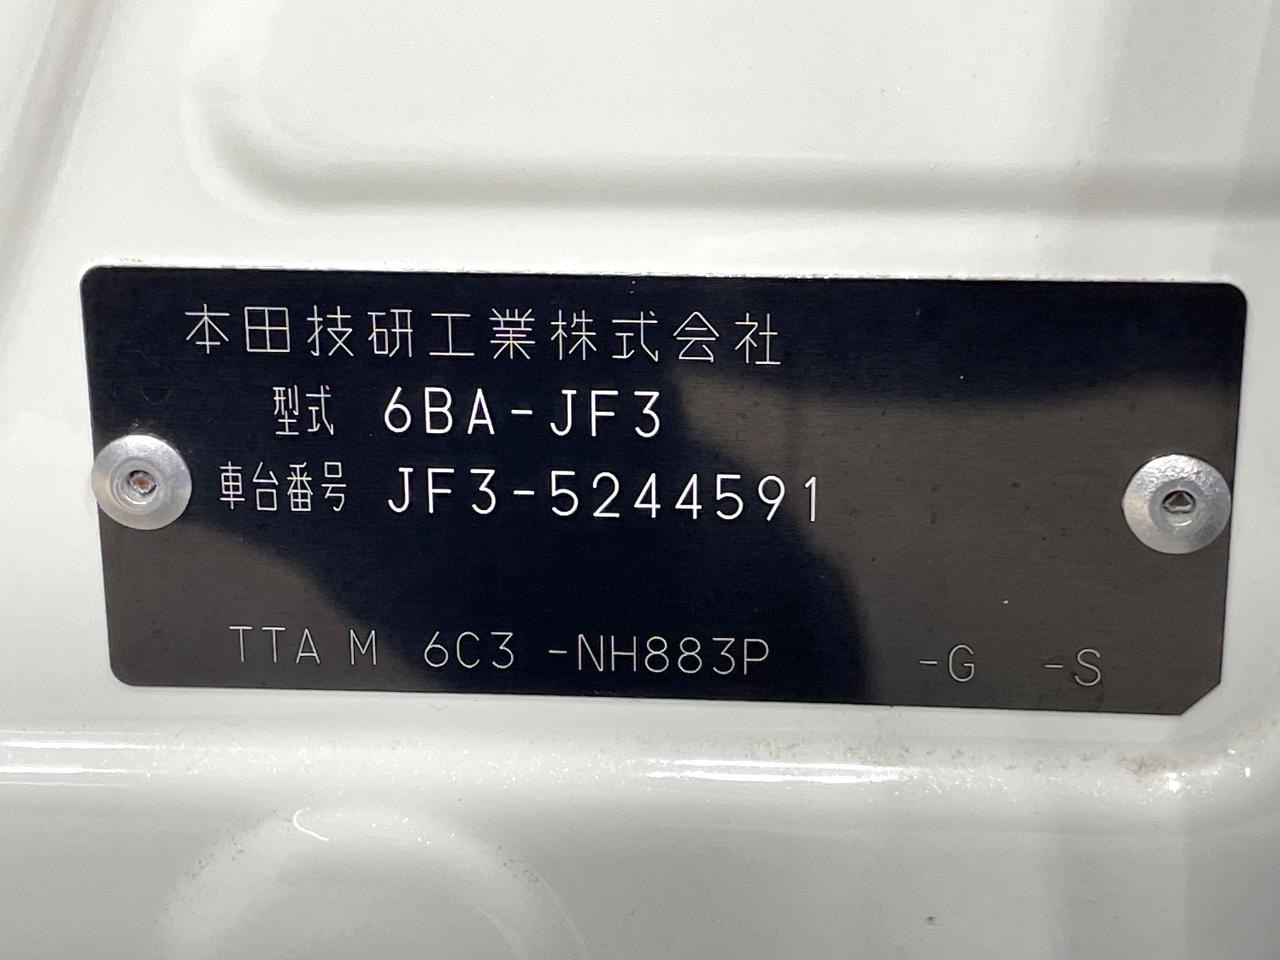 本田技研工業株式会社
型式 6BA-JF3
車台番号 JF3-5244591
TTA M 6C3 -NH883P -G -S